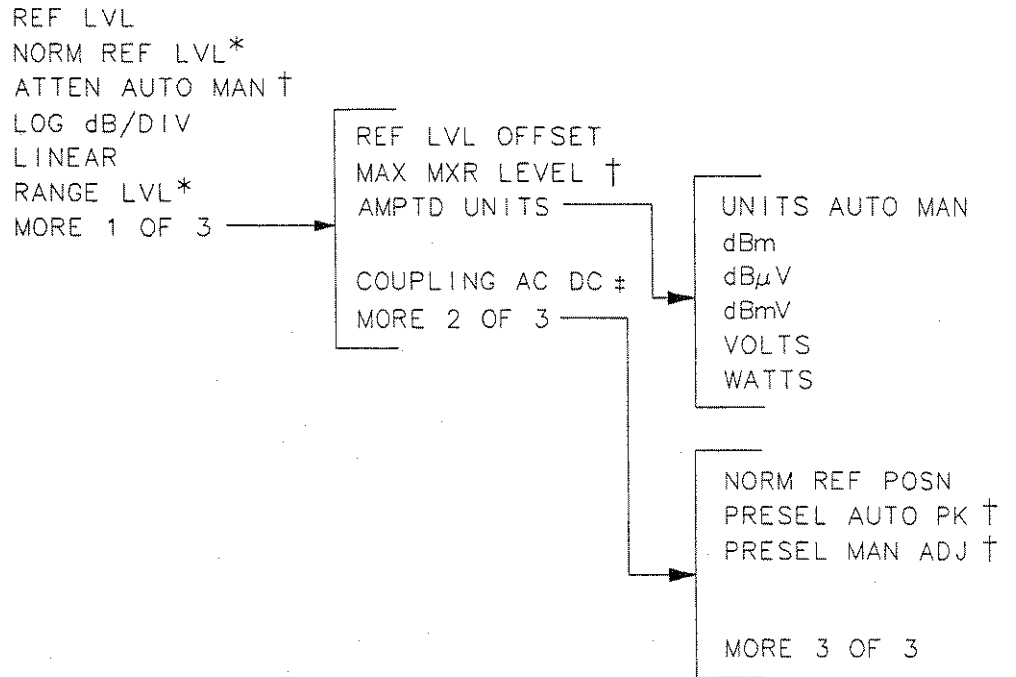 REF LVL
NORM REF LVL*
ATTEN AUTO MAN †
LOG dB/DIV
LINEAR
RANGE LVL*
MORE 1 OF 3
REF LVL OFFSET
MAX MXR LEVEL †
AMPTD UNITS
COUPLING AC DC ‡
MORE 2 OF 3
UNITS AUTO MAN
dBm
dBμV
dBmV
VOLTS
WATTS
NORM REF POSN
PRESEL AUTO PK †
PRESEL MAN ADJ †
MORE 3 OF 3